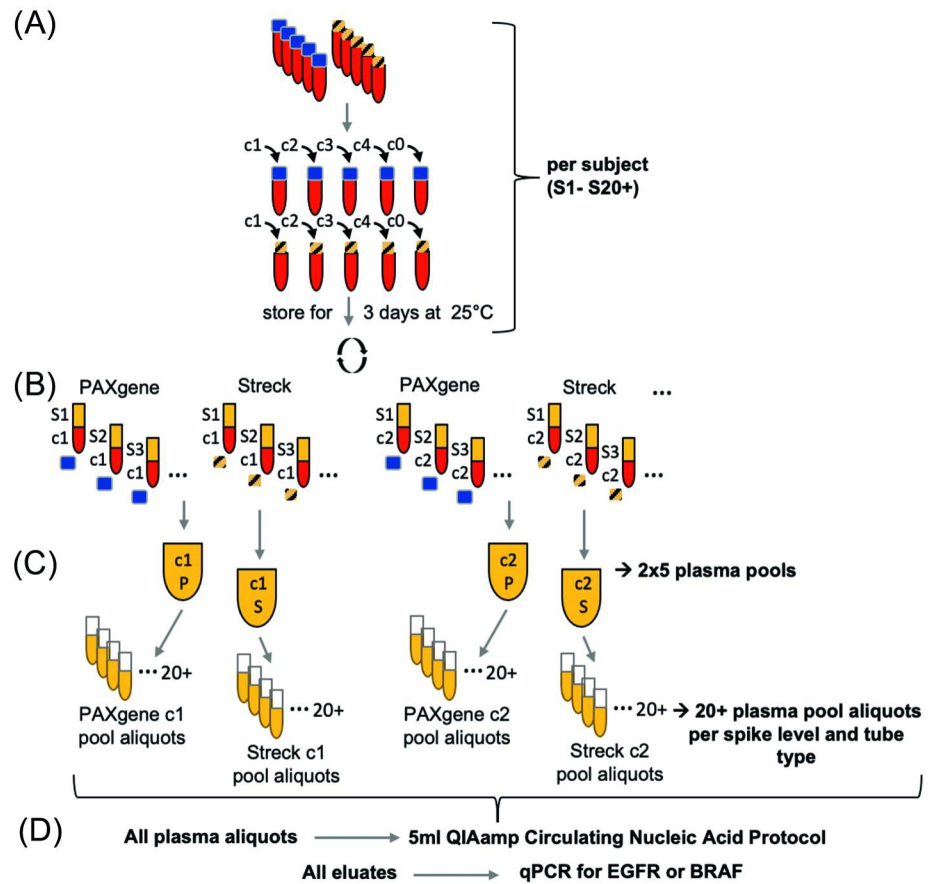 (A)
c1 c2 c3 c4 c0
c1 c2 c3 c4 c0
store for 3 days at 25°C
per subject
(S1- S20+)
(B)
PAXgene
Streck
PAXgene
Streck
...
S1
c1
S2
c1
S3
c1
...
S1
c1
S2
c1
S3
c1
...
S1
c2
S2
c2
S3
c2
...
S1
c2
S2
c2
S3
c2
...
(C)
c1
P
c1
S
c2
P
c2
S
→ 2x5 plasma pools
... 20+
PAXgene c1
pool aliquots
... 20+
Streck c1
pool aliquots
... 20+
PAXgene c2
pool aliquots
... 20+
Streck c2
pool aliquots
→ 20+ plasma pool aliquots
per spike level and tube
type
(D)
All plasma aliquots → 5ml QIAamp Circulating Nucleic Acid Protocol
All eluates → qPCR for EGFR or BRAF